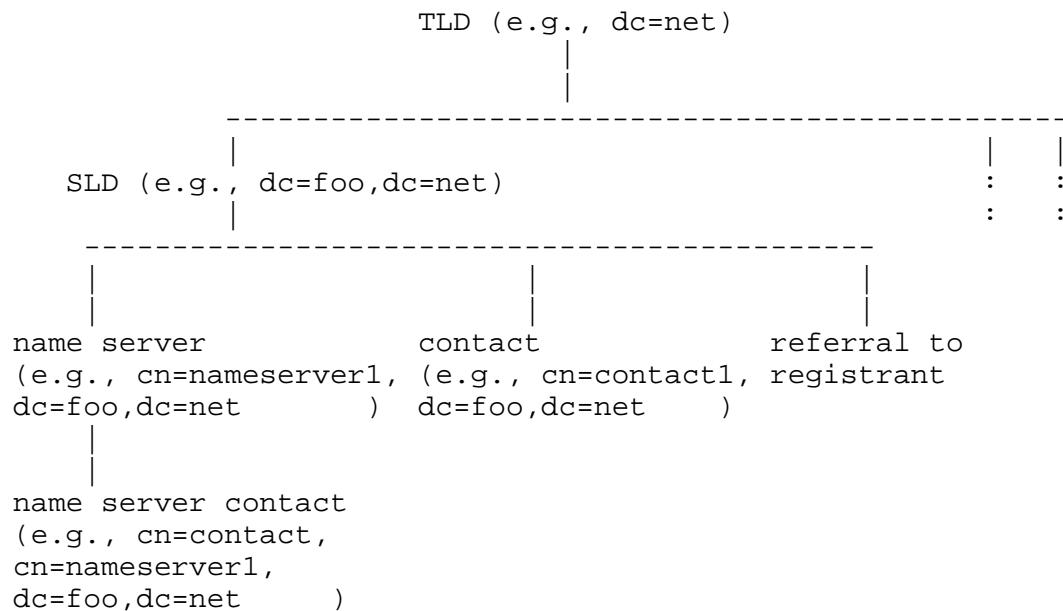 TLD (e.g., dc=net)
SLD (e.g., dc=foo,dc=net)
name server contact referral to
(e.g., cn=nameserver1, (e.g., cn=contact1, registrant
dc=foo,dc=net ) dc=foo,dc=net )
name server contact
(e.g., cn=contact,
cn=nameserver1,
dc=foo,dc=net )